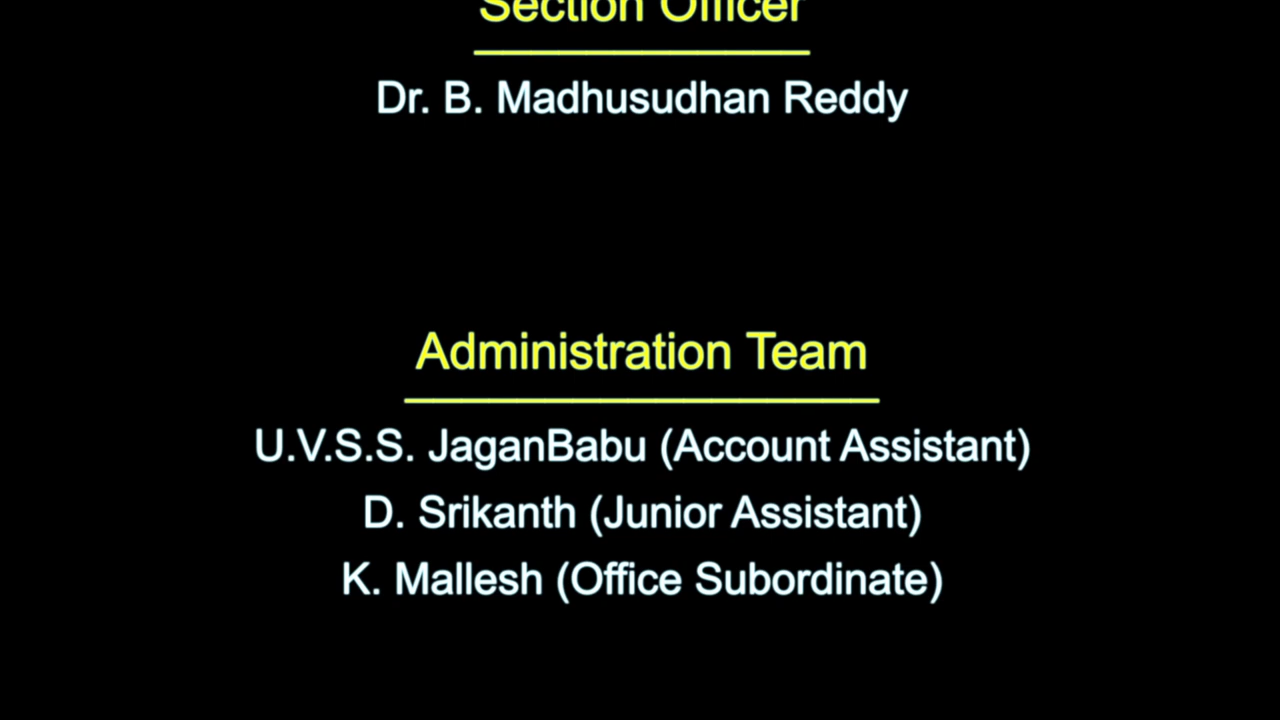 Section Officer
Dr. B. Madhusudhan Reddy
Administration Team
U.V.S.S. JaganBabu (Account Assistant)
D. Srikanth (Junior Assistant)
K. Mallesh (Office Subordinate)